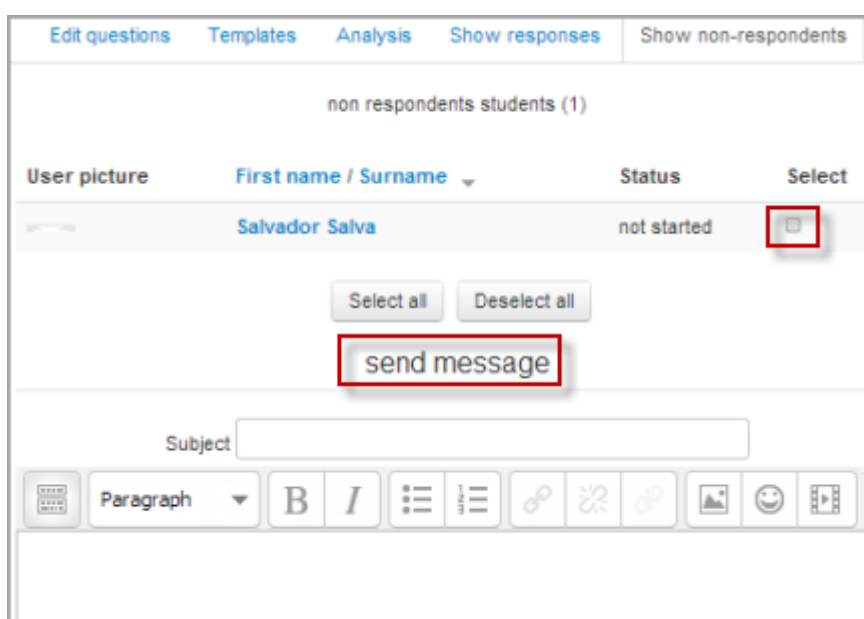 Edit questions Templates Analysis Show responses Show non-respondents
non respondents students (1)
User picture First name / Surname Status Select
Salvador Salva not started
Select all Deselect all
send message
Subject
Paragraph B I